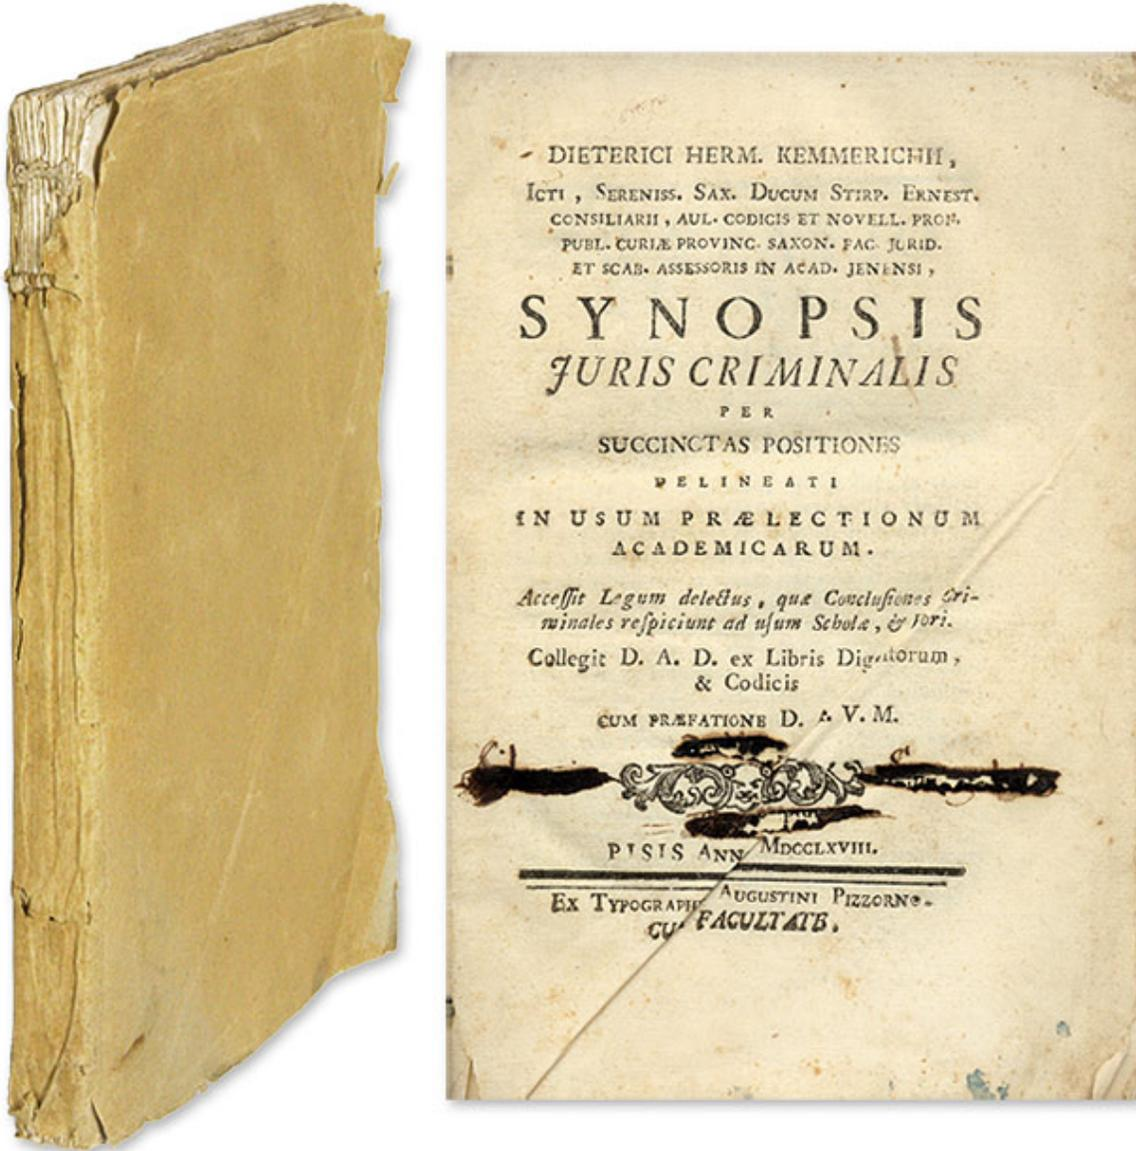 DIETERICI HERM. KEMMERICHII,
ICTI, SERENISS. SAX. DUCUM STIRP. ERNEST.
CONSILIARII, AUL. CODICIS ET NOVELL. PROF.
PUBL. CURIÆ PROVINC. SAXON. FAC. JURID.
ET SCAB. ASSESSORIS IN ACAD. JENENSI,
SYNOPSIS
JURIS CRIMINALIS
PER
SUCCINCTAS POSITIONES
DELINEATI
IN USUM PRÆLECTIONUM
ACADEMICARUM.
Accessit Legum delectus, quæ Conclusiones Cri-
minales respiciunt ad usum Scholæ, & Fori.
Collegit D. A. D. ex Libris Digestorum,
& Codicis
CUM PRÆFATIONE D. A. V. M.
PISIS ANN MDCCLXVIII.
EX TYPOGRAPH AUGUSTINI PIZZORNO.
FACULTATE.